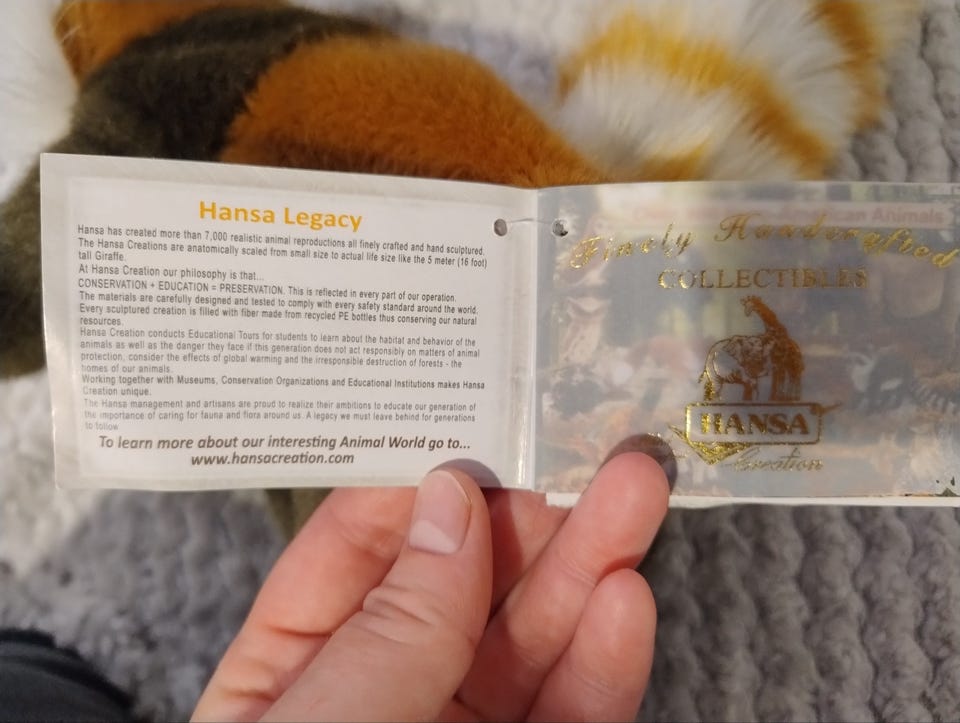 Hansa Legacy
Hansa has created more than 7,000 realistic animal reproductions all finely crafted and hand sculptured.
The Hansa Creations are anatomically scaled from small size to actual life size like the 5 meter (16 foot)
tall Giraffe.
At Hansa Creation our philosophy is that...
CONSERVATION + EDUCATION = PRESERVATION. This is reflected in every part of our operation.
The materials are carefully designed and tested to comply with every safety standard around the world.
Every sculptured creation is filled with fiber made from recycled PE bottles thus conserving our natural
resources.
Hansa Creation conducts Educational Tours for students to learn about the habitat and behavior of the
animals as well as the danger they face if this generation does not act responsibly on matters of animal
protection, consider the effects of global warming and the irresponsible destruction of forests - the
homes of our animals.
Working together with Museums, Conservation Organizations and Educational Institutions makes Hansa
Creation unique.
The Hansa management and artisans are proud to realize their ambitions to educate our generation of
the importance of caring for fauna and flora around us. A legacy we must leave behind for generations
to follow
To learn more about our interesting Animal World go to...
www.hansacreation.com
American Animals
Finely Handcrafted
COLLECTIBLES
HANSA
Creation